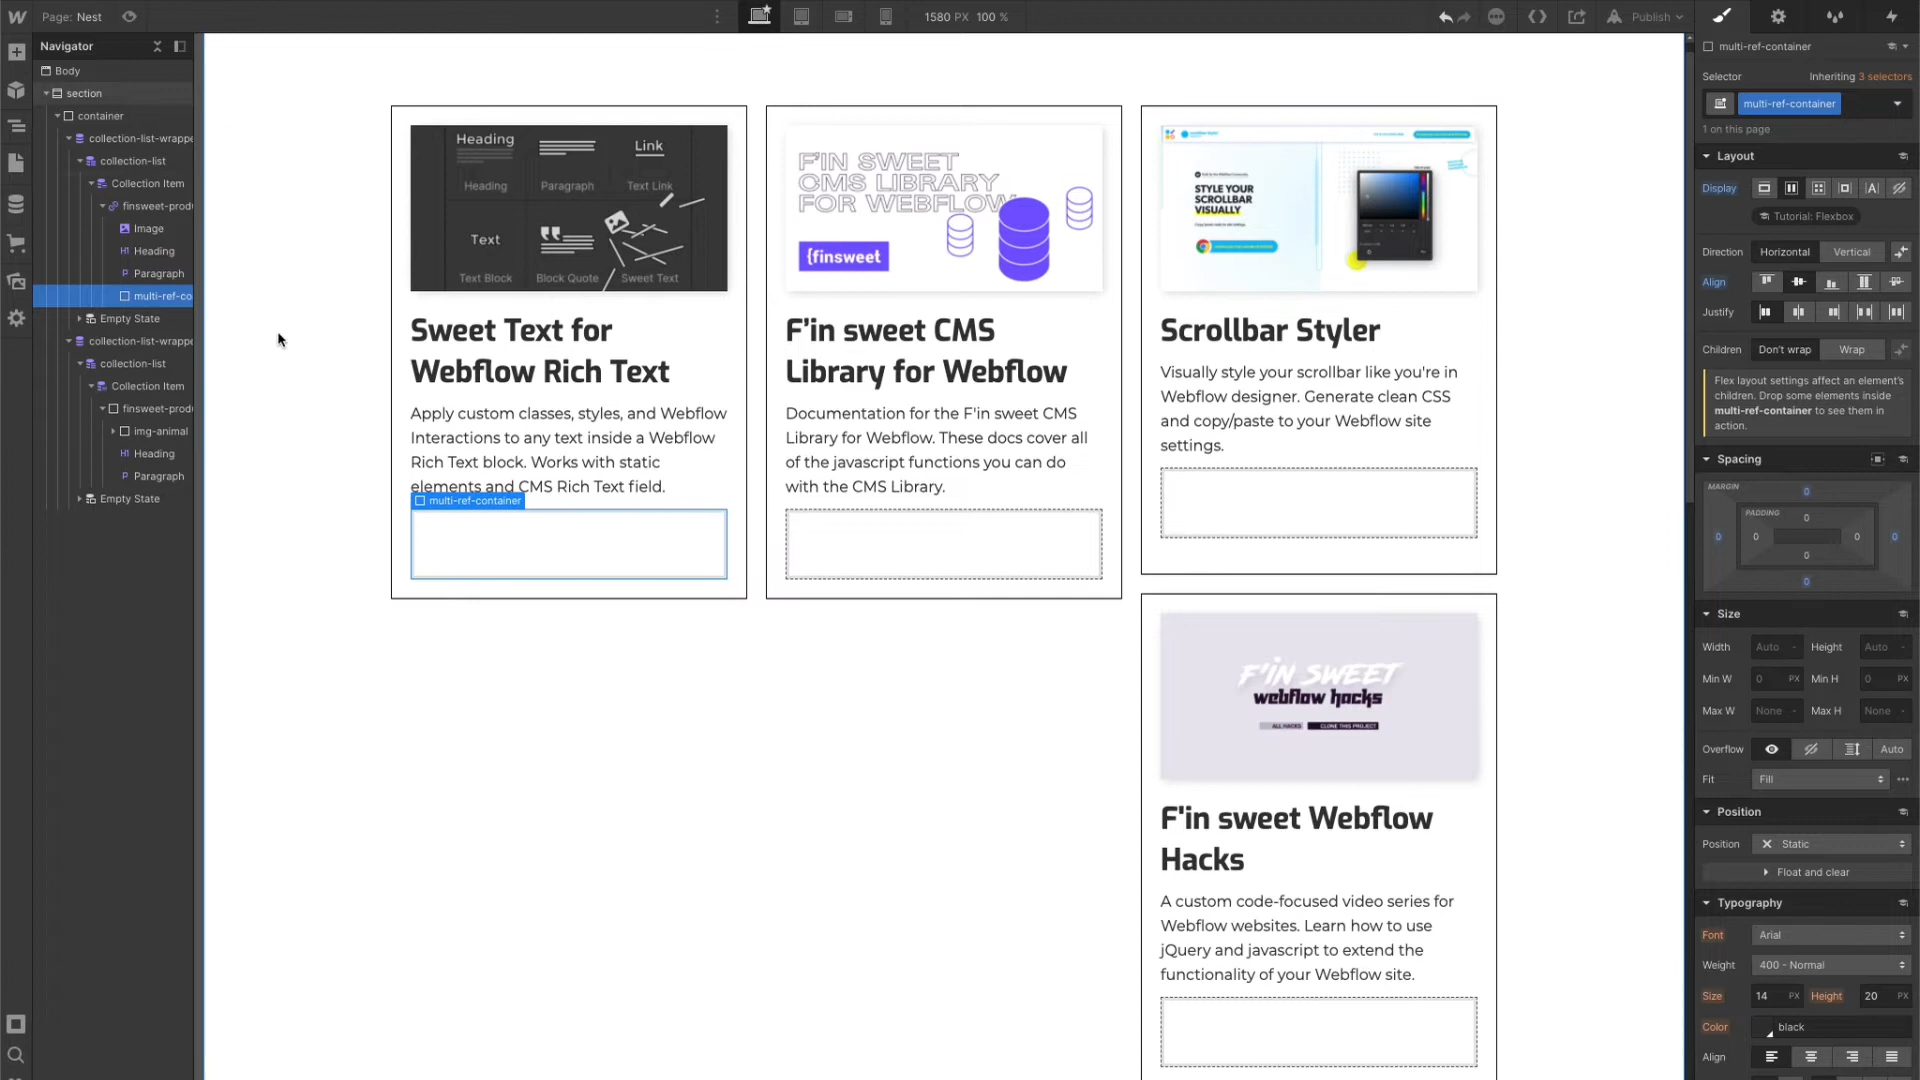 Page: Nest
1580 PX 100 %
Publish
Navigator
Body
section
container
collection-list-wrappe
collection-list
Collection Item
finsweet-prod
Image
H1 Heading
P Paragraph
multi-ref-co
Empty State
collection-list-wrappe
collection-list
Collection Item
finsweet-prod
img-animal
H1 Heading
P Paragraph
Empty State
Heading
Link
Heading
Paragraph
Text Link
Text
Text Block
Block Quote
Sweet Text
Sweet Text for
Webflow Rich Text
Apply custom classes, styles, and Webflow
Interactions to any text inside a Webflow
Rich Text block. Works with static
elements and CMS Rich Text field.
multi-ref-container
F'IN SWEET
CMS LIBRARY
FOR WEBFLOW
{finsweet
F'in sweet CMS
Library for Webflow
Documentation for the F'in sweet CMS
Library for Webflow. These docs cover all
of the javascript functions you can do
with the CMS Library.
STYLE YOUR
SCROLLBAR
VISUALLY
Scrollbar Styler
Visually style your scrollbar like you're in
Webflow designer. Generate clean CSS
and copy/paste to your Webflow site
settings.
F'IN SWEET
webflow hacks
ALL HACKS
CLONE THIS PROJECT
F'in sweet Webflow
Hacks
A custom code-focused video series for
Webflow websites. Learn how to use
jQuery and javascript to extend the
functionality of your Webflow site.
multi-ref-container
Selector
Inheriting 3 selectors
multi-ref-container
1 on this page
Layout
Display
Tutorial: Flexbox
Direction
Horizontal
Vertical
Align
Justify
Children
Don't wrap
Wrap
Flex layout settings affect an element's
children. Drop some elements inside
multi-ref-container to see them in
action.
Spacing
MARGIN
0
PADDING
0
0
0
0
0
0
0
Size
Width
Auto -
Height
Auto -
Min W
0 PX
Min H
0 PX
Max W
None -
Max H
None -
Overflow
Auto
Fit
Fill
Position
Position
Static
Float and clear
Typography
Font
Arial
Weight
400 - Normal
Size
14 PX
Height
20 PX
Color
black
Align